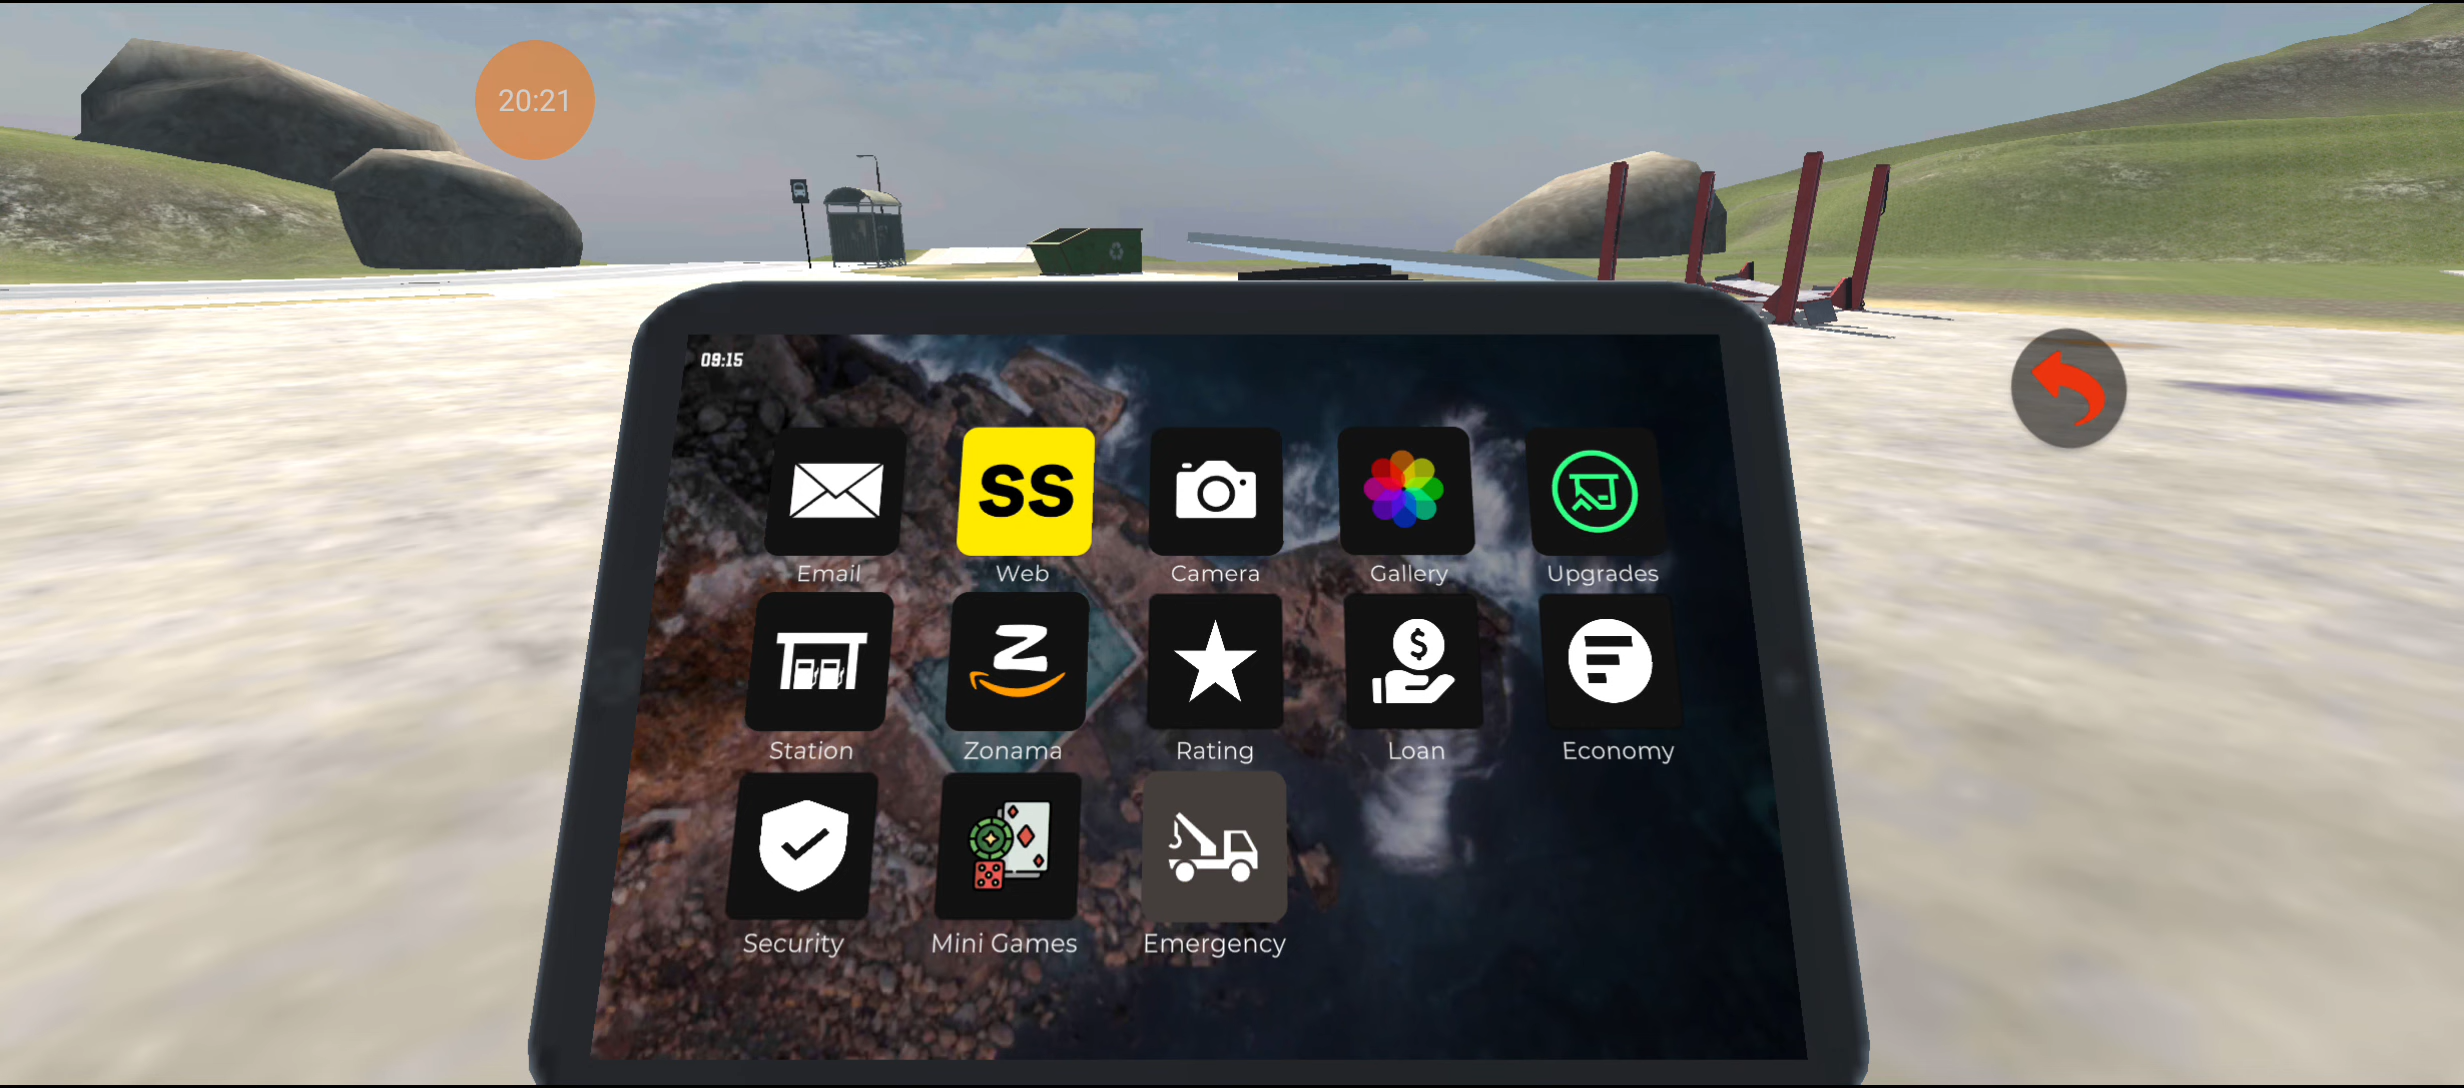 20:21
09:15
SS
Email
Web
Camera
Gallery
Upgrades
Z
$
Station
Zonama
Rating
Loan
Economy
Security
Mini Games
Emergency